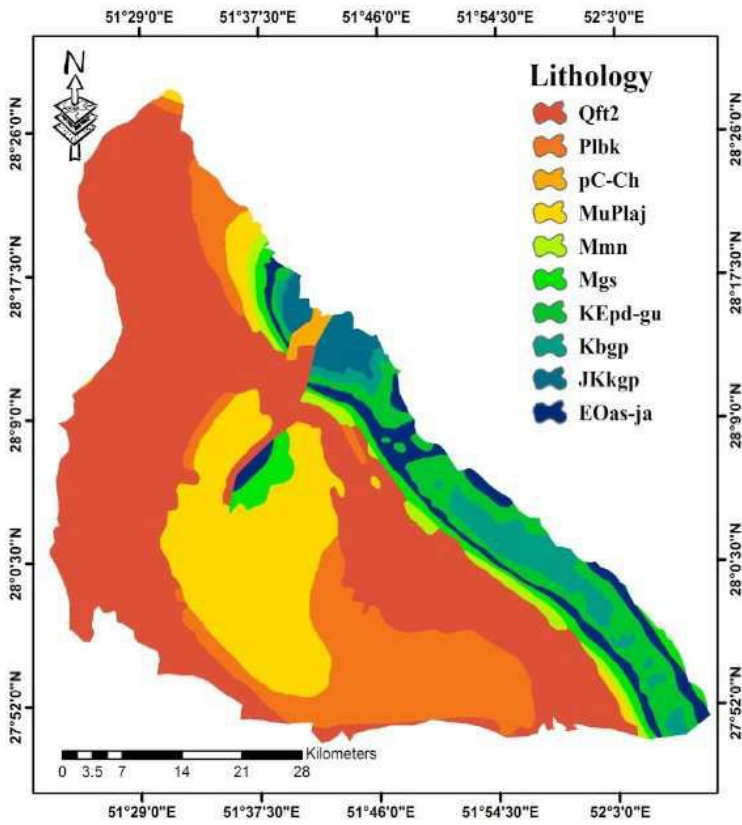 51°29'0"E 51°37'30"E 51°46'0"E 51°54'30"E 52°3'0"E
N
Lithology
Qft2
Plbk
pC-Ch
MuPlaj
Mmn
Mgs
KEpd-gu
Kbgp
JKkgp
EOas-ja
28°26'0"N
28°17'30"N
28°9'0"N
28°0'30"N
27°52'0"N
28°26'0"N
28°17'30"N
28°9'0"N
28°0'30"N
27°52'0"N
Kilometers
0 3.5 7 14 21 28
51°29'0"E 51°37'30"E 51°46'0"E 51°54'30"E 52°3'0"E